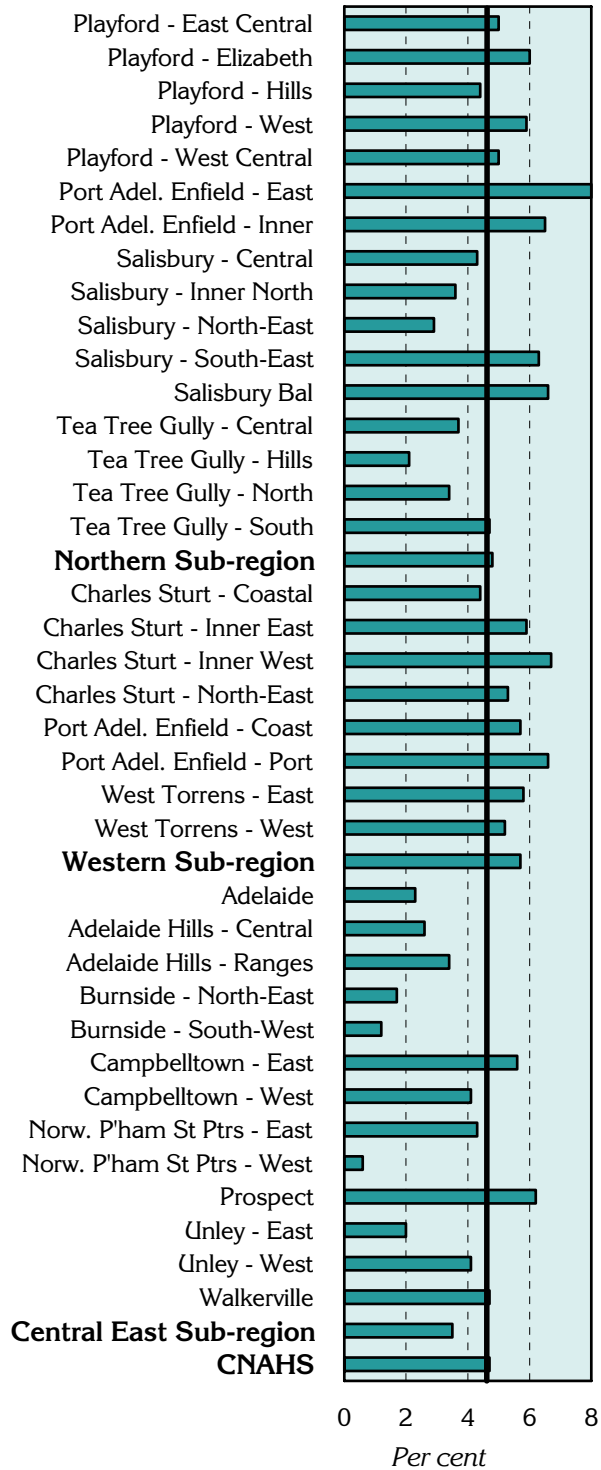 Playford - East Central
Playford - Elizabeth
Playford - Hills
Playford - West
Playford - West Central
Port Adel. Enfield - East
Port Adel. Enfield - Inner
Salisbury - Central
Salisbury - Inner North
Salisbury - North-East
Salisbury - South-East
Salisbury Bal
Tea Tree Gully - Central
Tea Tree Gully - Hills
Tea Tree Gully - North
Tea Tree Gully - South
Northern Sub-region
Charles Sturt - Coastal
Charles Sturt - Inner East
Charles Sturt - Inner West
Charles Sturt - North-East
Port Adel. Enfield - Coast
Port Adel. Enfield - Port
West Torrens - East
West Torrens - West
Western Sub-region
Adelaide
Adelaide Hills - Central
Adelaide Hills - Ranges
Burnside - North-East
Burnside - South-West
Campbelltown - East
Campbelltown - West
Norw. P'ham St Ptrs - East
Norw. P'ham St Ptrs - West
Prospect
Unley - East
Unley - West
Walkerville
Central East Sub-region
CNAHS
0 2 4 6 8
Per cent